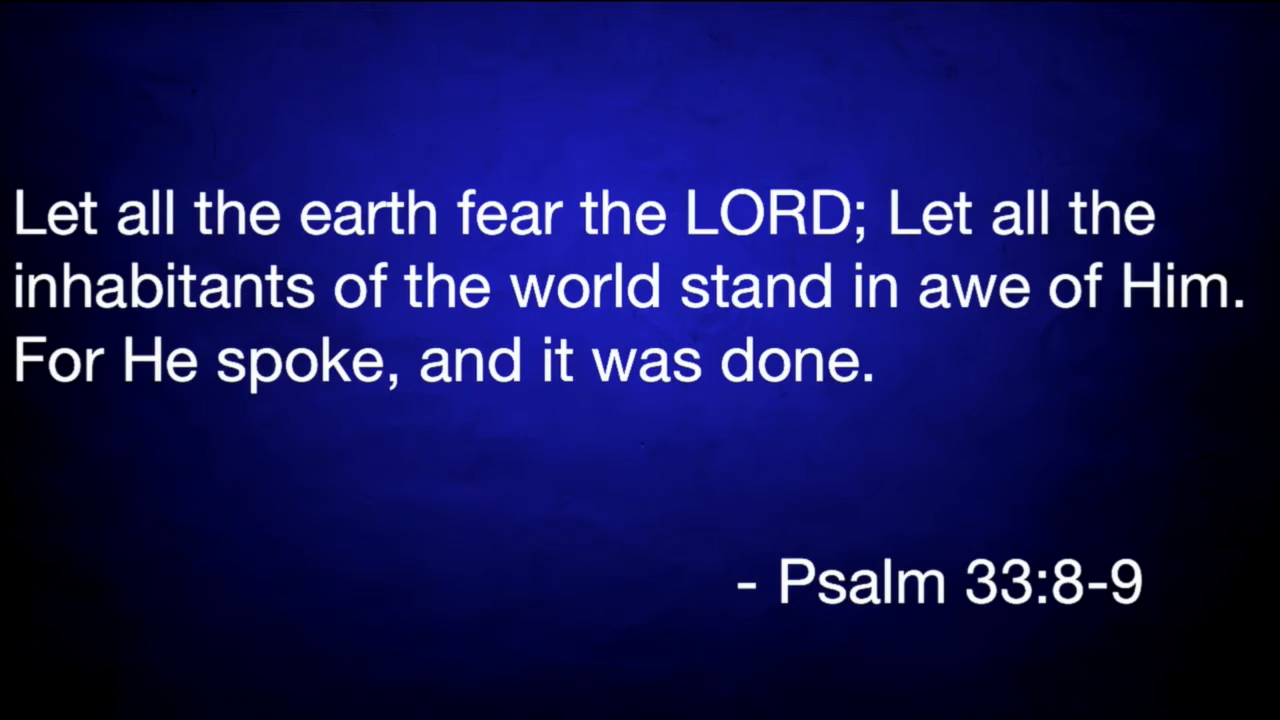 Let all the earth fear the LORD; Let all the
inhabitants of the world stand in awe of Him.
For He spoke, and it was done.
- Psalm 33:8-9